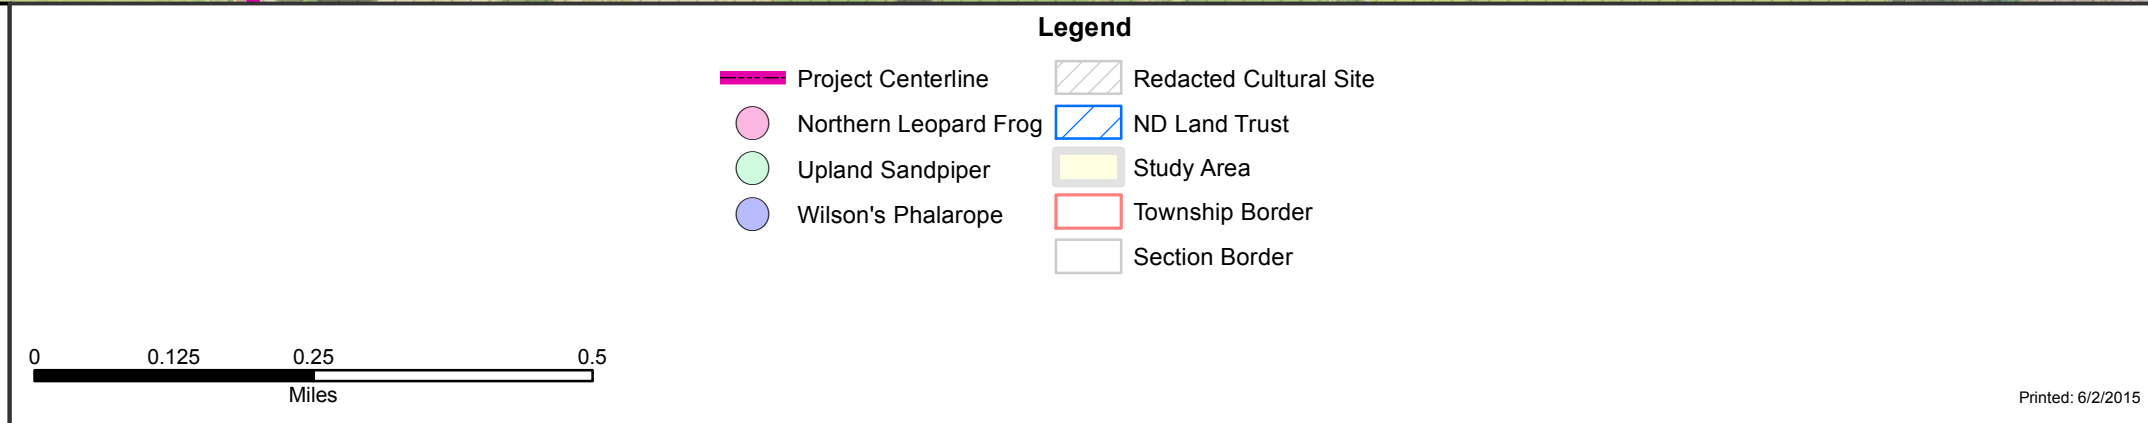 Legend
Project Centerline
Northern Leopard Frog
Upland Sandpiper
Wilson's Phalarope
Redacted Cultural Site
ND Land Trust
Study Area
Township Border
Section Border
0 0.125 0.25 0.5
Miles
Printed: 6/2/2015